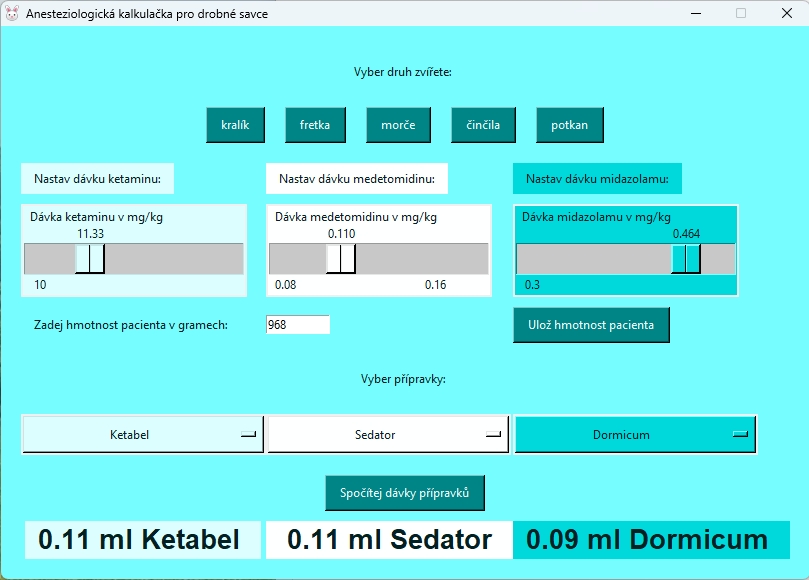 Anesteziologická kalkulačka pro drobné savce
Vyber druh zvířete:
kralík fretka morče činčila potkan
Nastav dávku ketaminu: Nastav dávku medetomidinu: Nastav dávku midazolamu:
Dávka ketaminu v mg/kg Dávka medetomidinu v mg/kg Dávka midazolamu v mg/kg
11.33 0.110 0.464
10 0.08 0.16 0.3
Zadej hmotnost pacienta v gramech: 968 Ulož hmotnost pacienta
Vyber přípravky:
Ketabel Sedator Dormicum
Spočítej dávky přípravků
0.11 ml Ketabel 0.11 ml Sedator 0.09 ml Dormicum